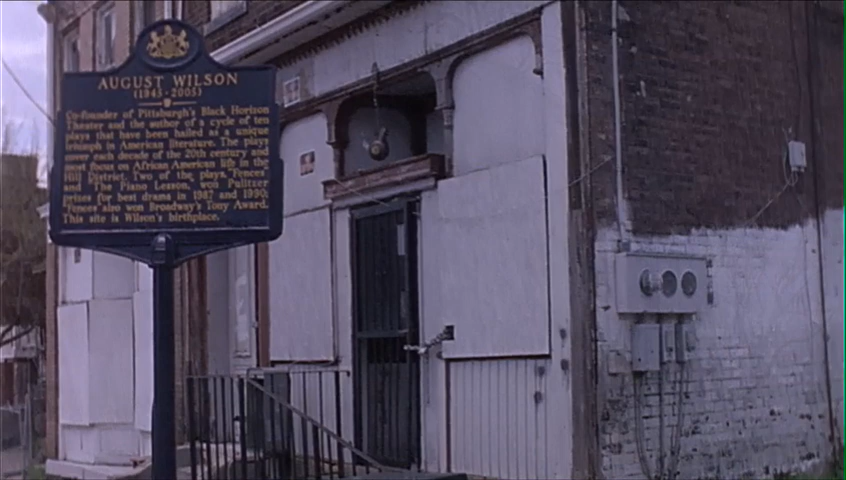 AUGUST WILSON
(1945-2005)
Co-founder of Pittsburgh's Black Horizon
Theater and the author of a cycle of ten
plays that have been hailed as a unique
triumph in American literature. The plays
cover each decade of the 20th century and
most focus on African American life in the
Hill District. Two of the plays, "Fences"
and "The Piano Lesson," won Pulitzer
prizes for best drama in 1987 and 1990;
"Fences" also won Broadway's Tony Award.
This site is Wilson's birthplace.